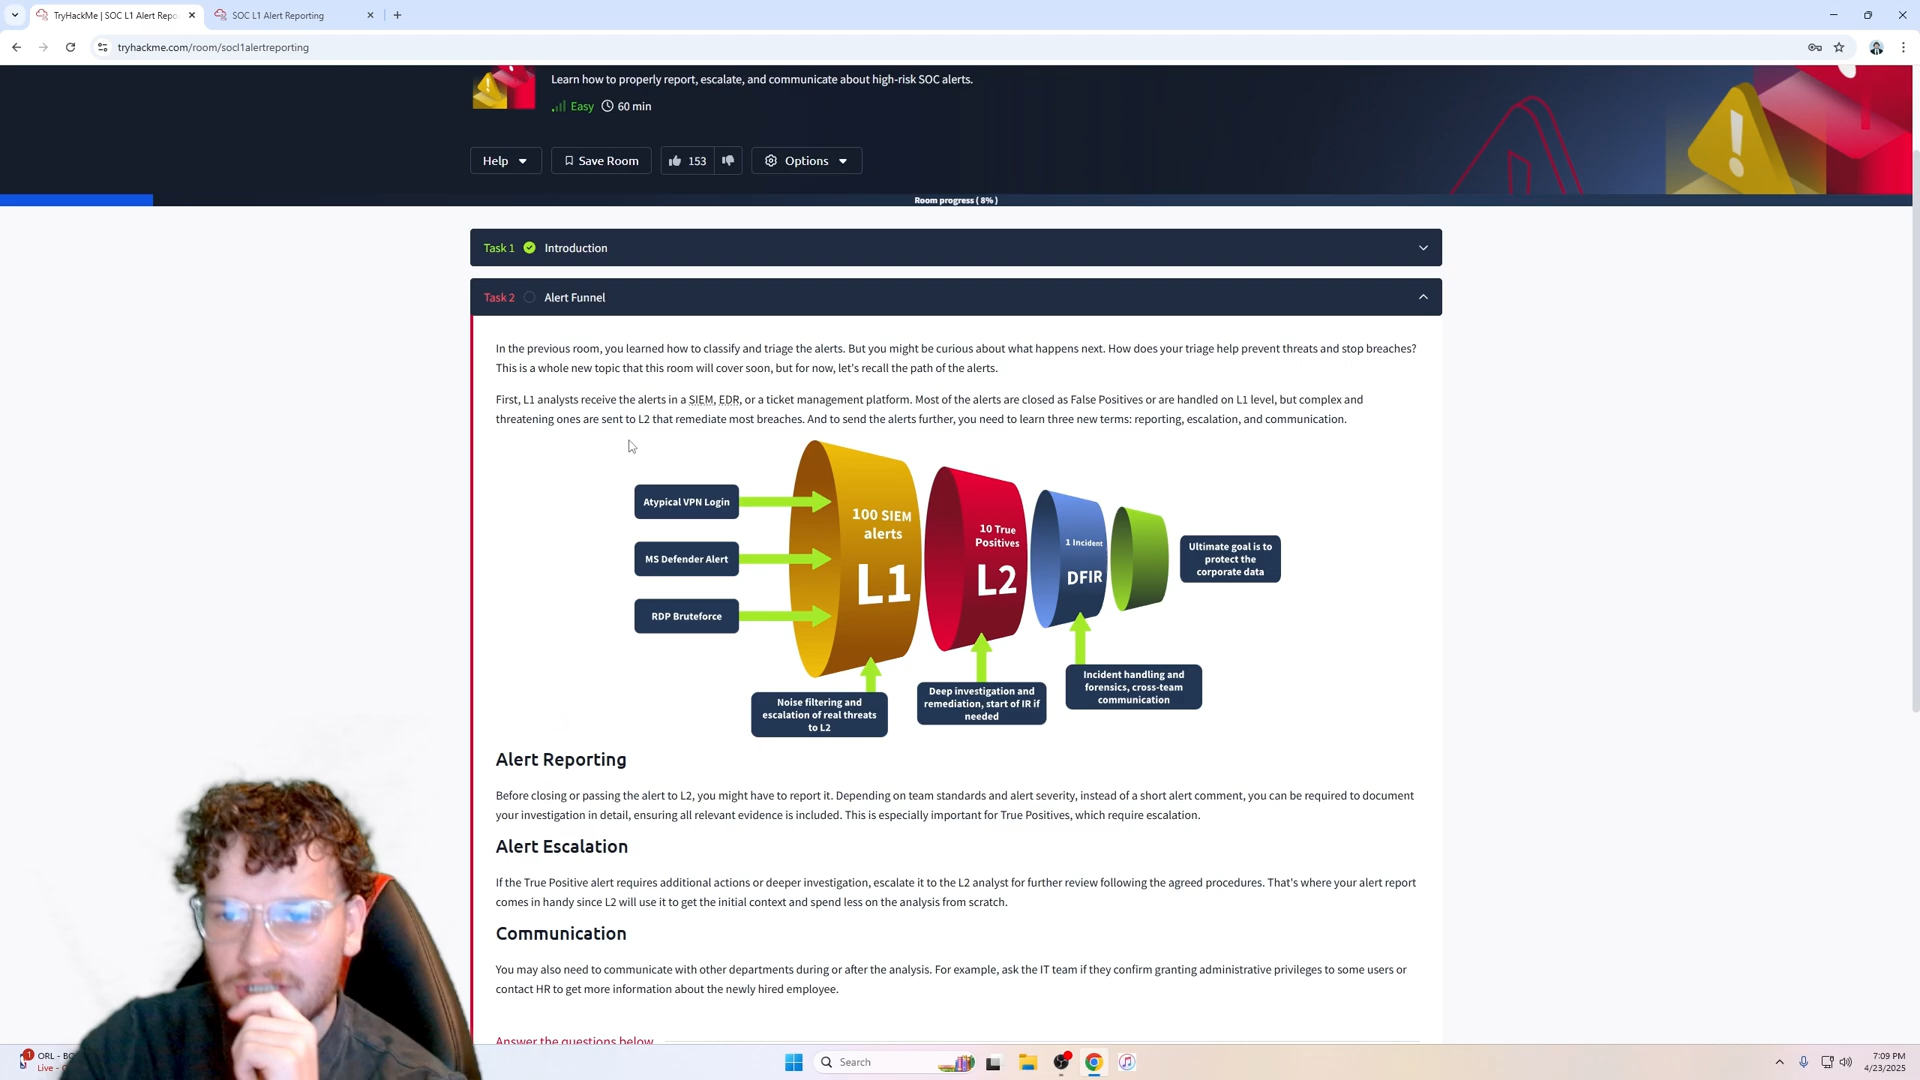 TryHackMe | SOC L1 Alert Repo
SOC L1 Alert Reporting
tryhackme.com/room/socl1alertreporting
Learn how to properly report, escalate, and communicate about high-risk SOC alerts.
Easy 60 min
Help Save Room 153 Options
Room progress ( 8% )
Task 1 Introduction
Task 2 Alert Funnel
In the previous room, you learned how to classify and triage the alerts. But you might be curious about what happens next. How does your triage help prevent threats and stop breaches?
This is a whole new topic that this room will cover soon, but for now, let's recall the path of the alerts.
First, L1 analysts receive the alerts in a SIEM, EDR, or a ticket management platform. Most of the alerts are closed as False Positives or are handled on L1 level, but complex and
threatening ones are sent to L2 that remediate most breaches. And to send the alerts further, you need to learn three new terms: reporting, escalation, and communication.
Atypical VPN Login
MS Defender Alert
RDP Bruteforce
100 SIEM
alerts
L1
10 True
Positives
L2
1 Incident
DFIR
Ultimate goal is to
protect the
corporate data
Noise filtering and
escalation of real threats
to L2
Deep investigation and
remediation, start of IR if
needed
Incident handling and
forensics, cross-team
communication
Alert Reporting
Before closing or passing the alert to L2, you might have to report it. Depending on team standards and alert severity, instead of a short alert comment, you can be required to document
your investigation in detail, ensuring all relevant evidence is included. This is especially important for True Positives, which require escalation.
Alert Escalation
If the True Positive alert requires additional actions or deeper investigation, escalate it to the L2 analyst for further review following the agreed procedures. That's where your alert report
comes in handy since L2 will use it to get the initial context and spend less on the analysis from scratch.
Communication
You may also need to communicate with other departments during or after the analysis. For example, ask the IT team if they confirm granting administrative privileges to some users or
contact HR to get more information about the newly hired employee.
Answer the questions below
1
ORL - BO
Live -
Search
7:09 PM
4/23/2025